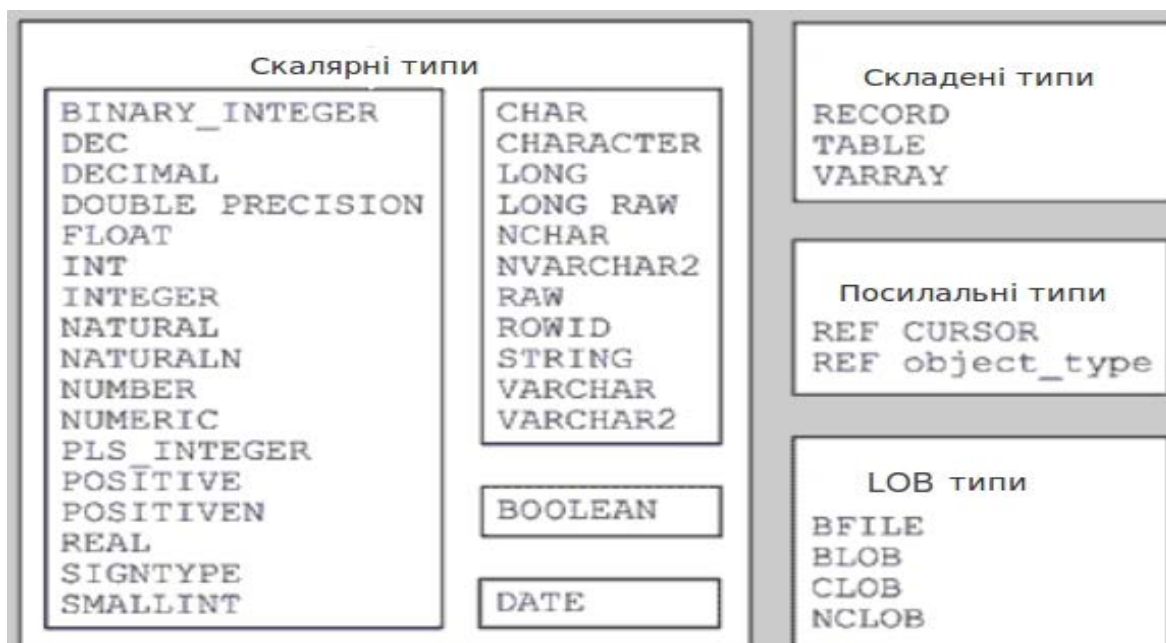 Скалярні типи
BINARY_INTEGER
DEC
DECIMAL
DOUBLE PRECISION
FLOAT
INT
INTEGER
NATURAL
NATURALN
NUMBER
NUMERIC
PLS_INTEGER
POSITIVE
POSITIVEN
REAL
SIGNTYPE
SMALLINT
CHAR
CHARACTER
LONG
LONG RAW
NCHAR
NVARCHAR2
RAW
ROWID
STRING
VARCHAR
VARCHAR2
BOOLEAN
DATE
Складені типи
RECORD
TABLE
VARRAY
Посилальні типи
REF CURSOR
REF object_type
LOB типи
BFILE
BLOB
CLOB
NCLOB